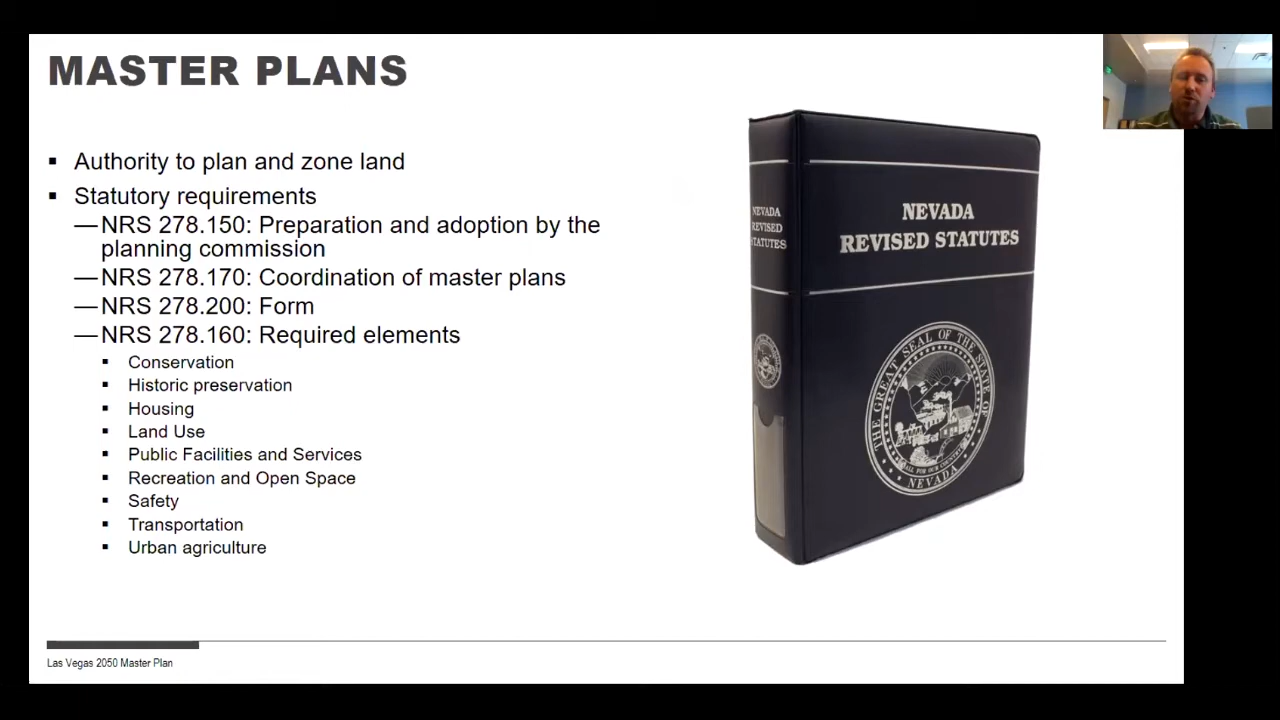 MASTER PLANS
▪ Authority to plan and zone land
▪ Statutory requirements
—NRS 278.150: Preparation and adoption by the
planning commission
—NRS 278.170: Coordination of master plans
—NRS 278.200: Form
—NRS 278.160: Required elements
▪ Conservation
▪ Historic preservation
▪ Housing
▪ Land Use
▪ Public Facilities and Services
▪ Recreation and Open Space
▪ Safety
▪ Transportation
▪ Urban agriculture
NEVADA
REVISED
STATUTES
NEVADA
REVISED STATUTES
THE GREAT SEAL OF THE STATE OF
ALL FOR OUR COUNTRY
NEVADA
Las Vegas 2050 Master Plan